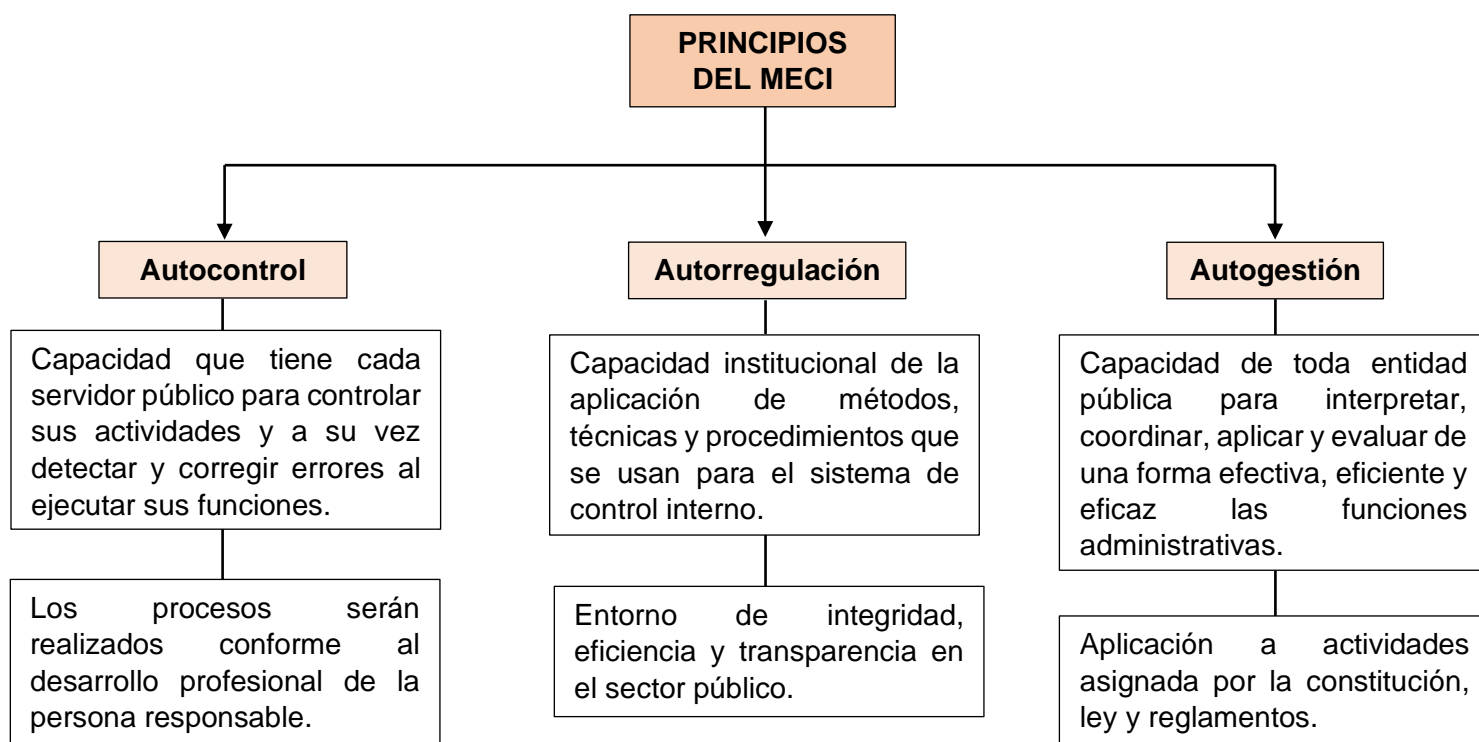 PRINCIPIOS
DEL MECI
Autocontrol
Capacidad que tiene cada
servidor público para controlar
sus actividades y a su vez
detectar y corregir errores al
ejecutar sus funciones.
Los procesos serán
realizados conforme al
desarrollo profesional de la
persona responsable.
Autorregulación
Capacidad institucional de la
aplicación de métodos,
técnicas y procedimientos que
se usan para el sistema de
control interno.
Entorno de integridad,
eficiencia y transparencia en
el sector público.
Autogestión
Capacidad de toda entidad
pública para interpretar,
coordinar, aplicar y evaluar de
una forma efectiva, eficiente y
eficaz las funciones
administrativas.
Aplicación a actividades
asignada por la constitución,
ley y reglamentos.